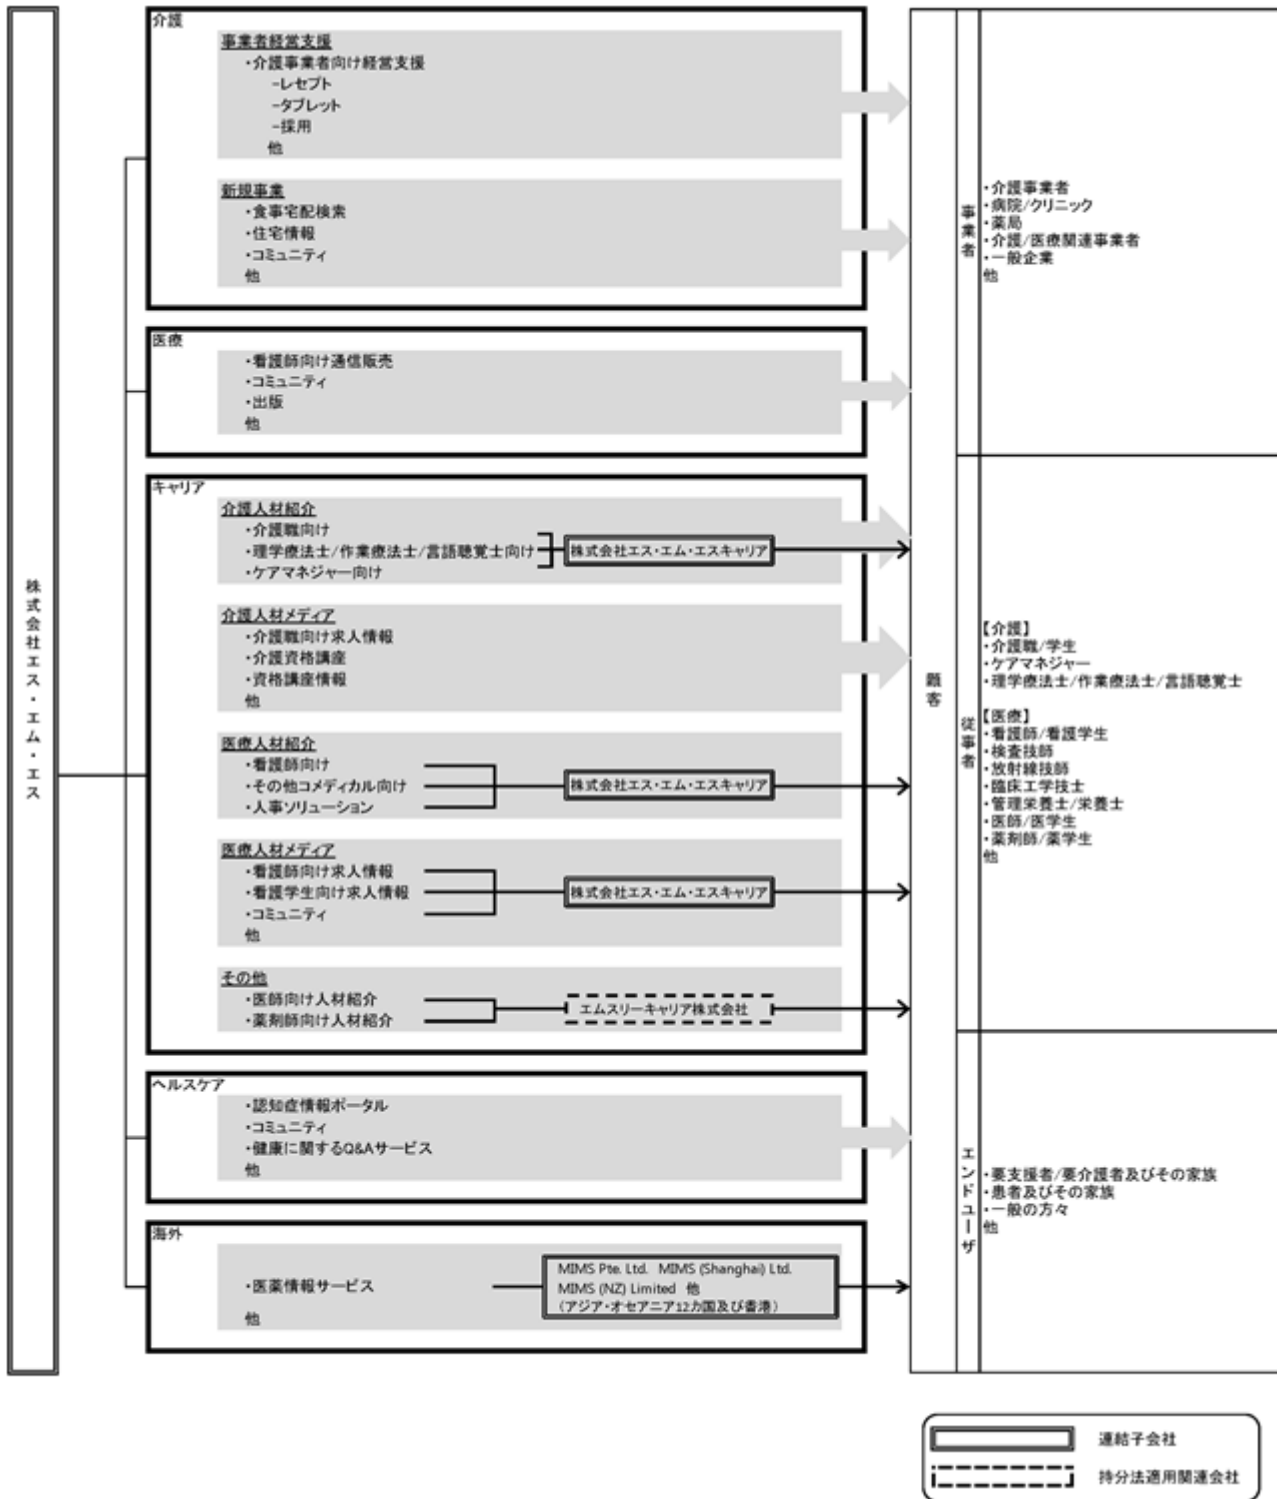 株式会社エス・エム・エス
介護
事業者経営支援
・介護事業者向け経営支援
－レセプト
－タブレット
－採用
他
新規事業
・食事宅配検索
・住宅情報
・コミュニティ
他
医療
・看護師向け通信販売
・コミュニティ
・出版
他
キャリア
介護人材紹介
・介護職向け
・理学療法士/作業療法士/言語聴覚士向け
・ケアマネジャー向け
株式会社エス・エム・エスキャリア
介護人材メディア
・介護職向け求人情報
・介護資格講座
・資格講座情報
他
医療人材紹介
・看護師向け
・その他コメディカル向け
・人事ソリューション
株式会社エス・エム・エスキャリア
医療人材メディア
・看護師向け求人情報
・看護学生向け求人情報
・コミュニティ
他
株式会社エス・エム・エスキャリア
その他
・医師向け人材紹介
・薬剤師向け人材紹介
エムスリーキャリア株式会社
ヘルスケア
・認知症情報ポータル
・コミュニティ
・健康に関するQ&Aサービス
他
海外
・医薬情報サービス
他
MIMS Pte. Ltd. MIMS (Shanghai) Ltd.
MIMS (NZ) Limited 他
（アジア・オセアニア12カ国及び香港）
顧客
事業者
・介護事業者
・病院/クリニック
・薬局
・介護/医療関連事業者
・一般企業
他
従事者
【介護】
・介護職/学生
・ケアマネジャー
・理学療法士/作業療法士/言語聴覚士
【医療】
・看護師/看護学生
・検査技師
・放射線技師
・臨床工学技士
・管理栄養士/栄養士
・医師/医学生
・薬剤師/薬学生
他
エンドユーザ
・要支援者/要介護者及びその家族
・患者及びその家族
・一般の方々
他
連結子会社
持分法適用関連会社